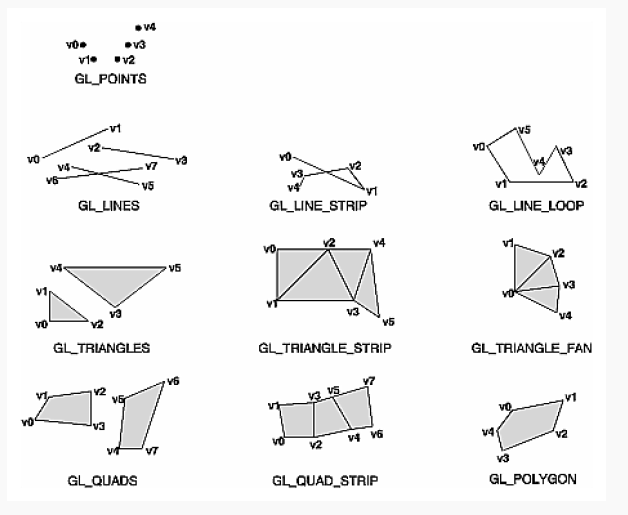 v4
v0 v3
v1 v2
GL_POINTS
v1
v2
v0 v3
v4 v7
v6 v5
GL_LINES
v0
v2
v3
v4 v1
GL_LINE_STRIP
v5
v0 v3
v4
v1 v2
GL_LINE_LOOP
v4 v5
v1
v3
v0 v2
GL_TRIANGLES
v0 v2 v4
v1 v3
v5
GL_TRIANGLE_STRIP
v1
v2
v3
v0
v4
GL_TRIANGLE_FAN
v6
v1 v2 v5
v0 v3
v4 v7
GL_QUADS
v7
v5
v1 v3
v0 v2 v4 v6
GL_QUAD_STRIP
v1
v0
v4 v2
v3
GL_POLYGON